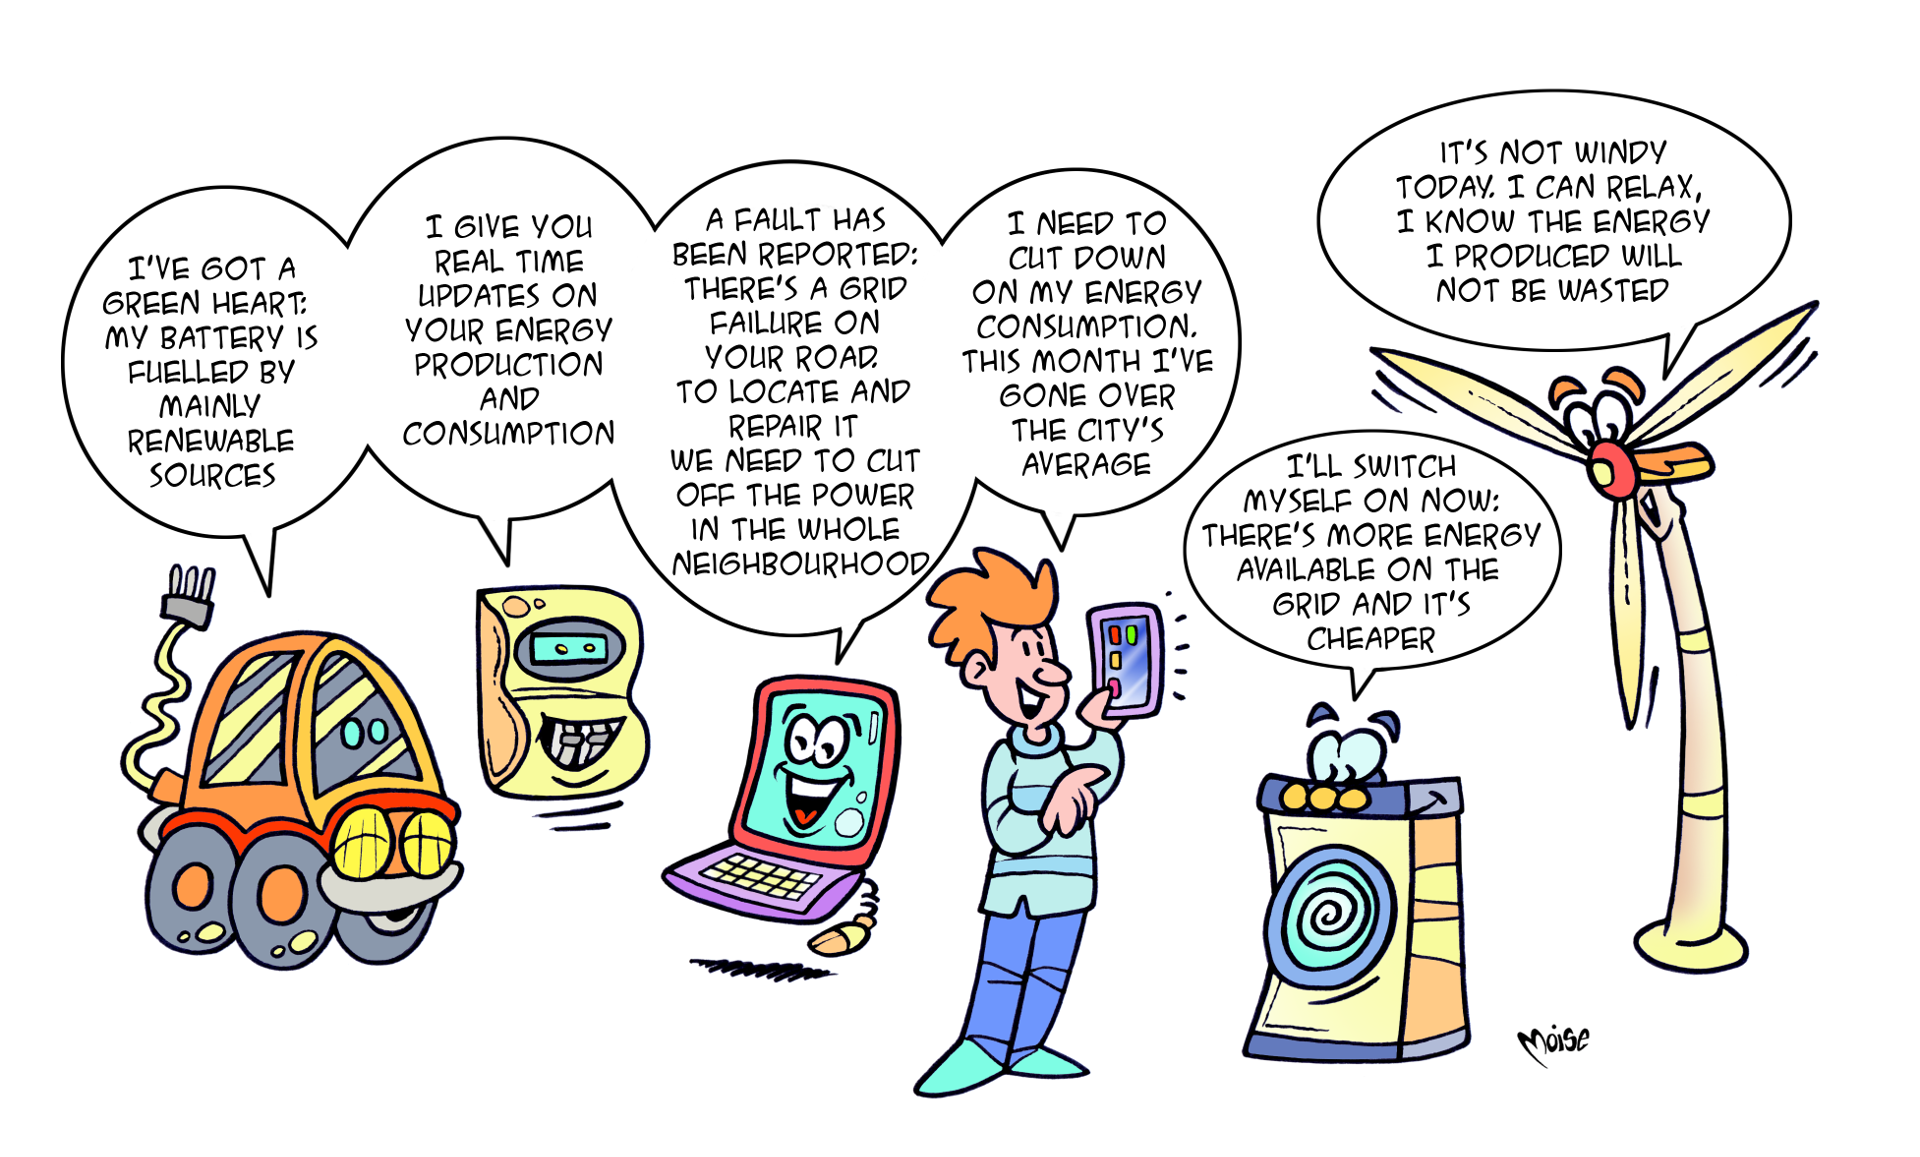 I'VE GOT A
GREEN HEART:
MY BATTERY IS
FUELLED BY
MAINLY
RENEWABLE
SOURCES
I GIVE YOU
REAL TIME
UPDATES ON
YOUR ENERGY
PRODUCTION
AND
CONSUMPTION
A FAULT HAS
BEEN REPORTED:
THERE'S A GRID
FAILURE ON
YOUR ROAD.
TO LOCATE AND
REPAIR IT
WE NEED TO CUT
OFF THE POWER
IN THE WHOLE
NEIGHBOURHOOD
I NEED TO
CUT DOWN
ON MY ENERGY
CONSUMPTION.
THIS MONTH I'VE
GONE OVER
THE CITY'S
AVERAGE
I'LL SWITCH
MYSELF ON NOW:
THERE'S MORE ENERGY
AVAILABLE ON THE
GRID AND IT'S
CHEAPER
IT'S NOT WINDY
TODAY. I CAN RELAX,
I KNOW THE ENERGY
I PRODUCED WILL
NOT BE WASTED
Moise